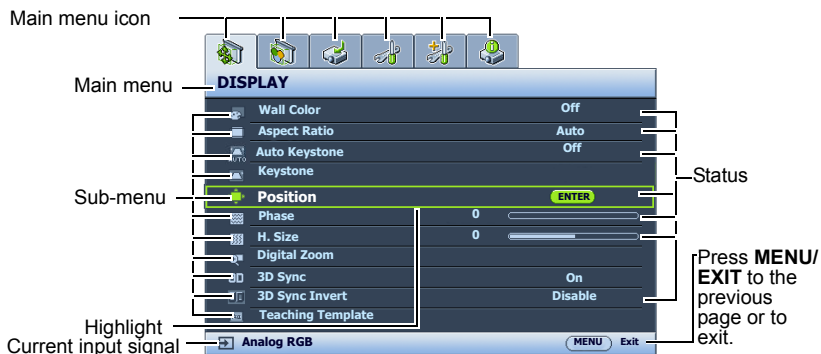 Main menu icon
Main menu
DISPLAY
Wall Color Off
Aspect Ratio Auto
AUTO Auto Keystone Off
Keystone
Sub-menu
Position ENTER
Status
Phase 0
H. Size 0
Digital Zoom
3D 3D Sync On
3D Sync Invert Disable
Teaching Template
Highlight
Current input signal
Analog RGB MENU Exit
Press MENU/
EXIT to the
previous
page or to
exit.